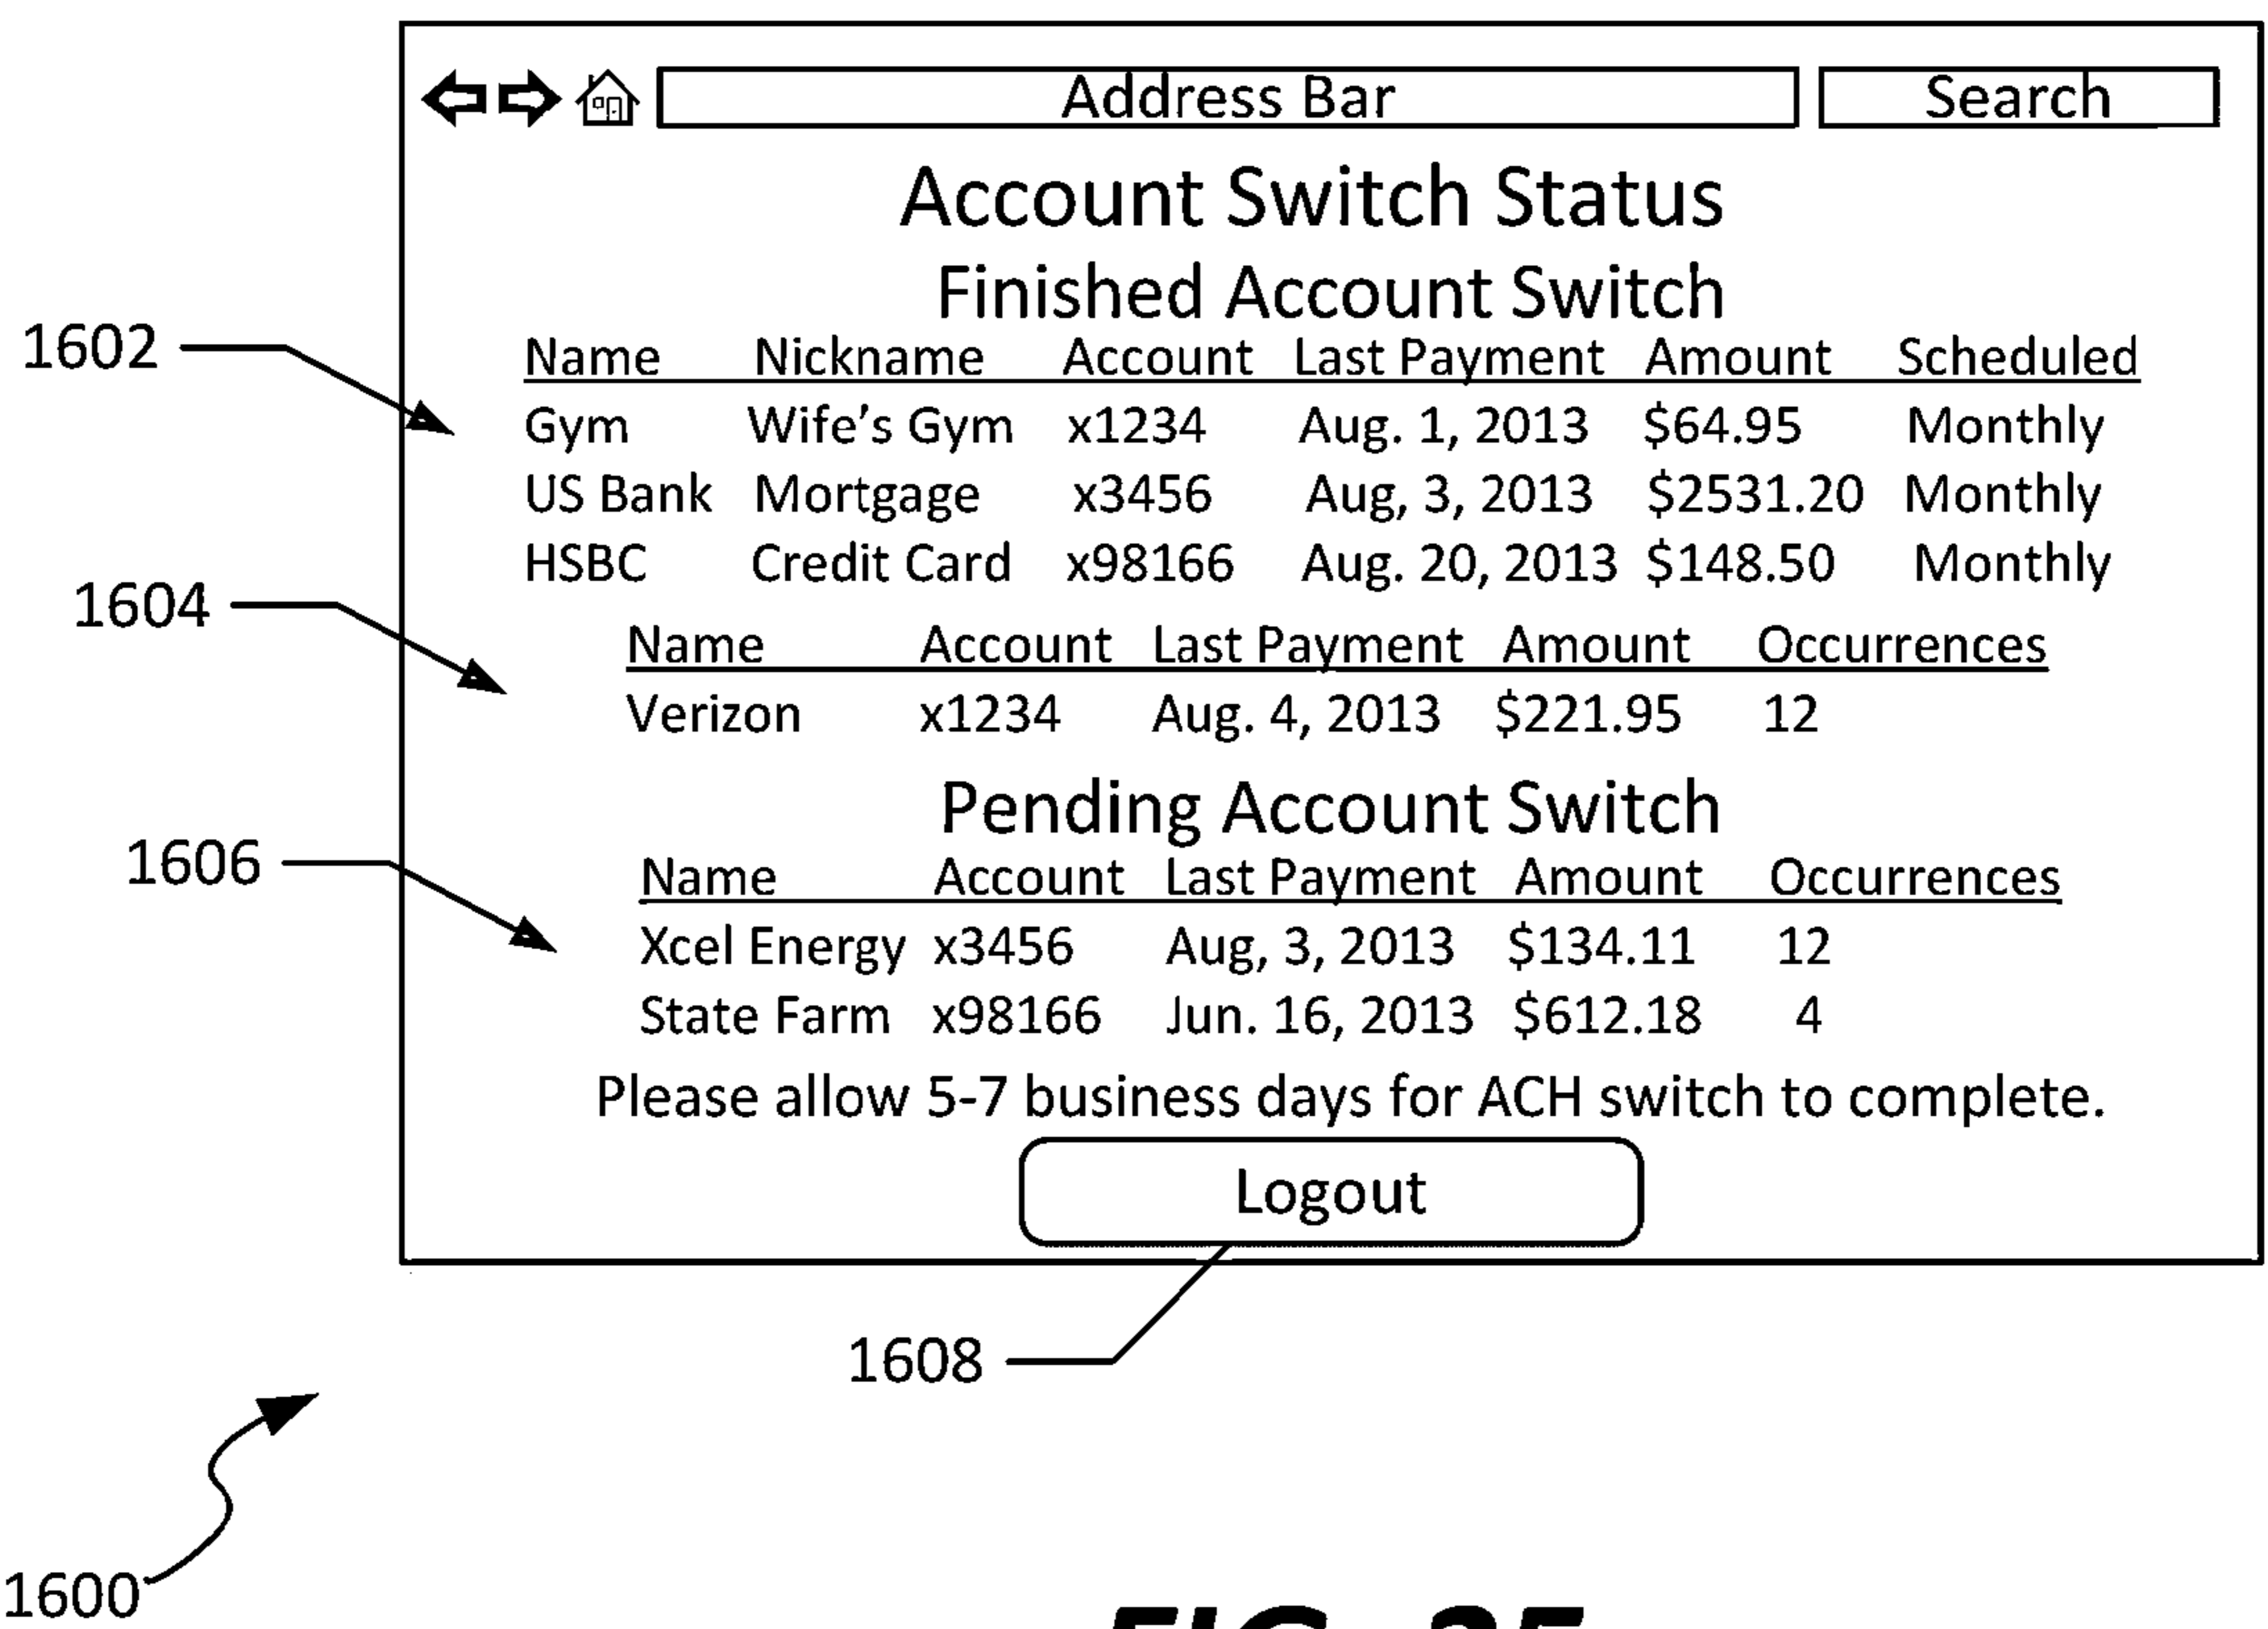 Address Bar Search
Account Switch Status
Finished Account Switch
1602
Name Nickname Account Last Payment Amount Scheduled
Gym Wife's Gym x1234 Aug. 1, 2013 $64.95 Monthly
US Bank Mortgage x3456 Aug, 3, 2013 $2531.20 Monthly
HSBC Credit Card x98166 Aug. 20, 2013 $148.50 Monthly
1604
Name Account Last Payment Amount Occurrences
Verizon x1234 Aug. 4, 2013 $221.95 12
Pending Account Switch
1606
Name Account Last Payment Amount Occurrences
Xcel Energy x3456 Aug, 3, 2013 $134.11 12
State Farm x98166 Jun. 16, 2013 $612.18 4
Please allow 5-7 business days for ACH switch to complete.
Logout
1608
1600